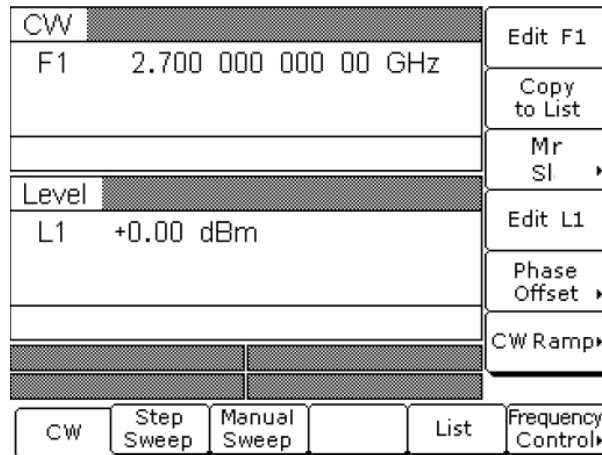 CW
F1 2.700 000 000 00 GHz
Level
L1 +0.00 dBm
Edit F1
Copy
to List
Mr
Sl
Edit L1
Phase
Offset
CW Ramp
CW
Step
Sweep
Manual
Sweep
List
Frequency
Control